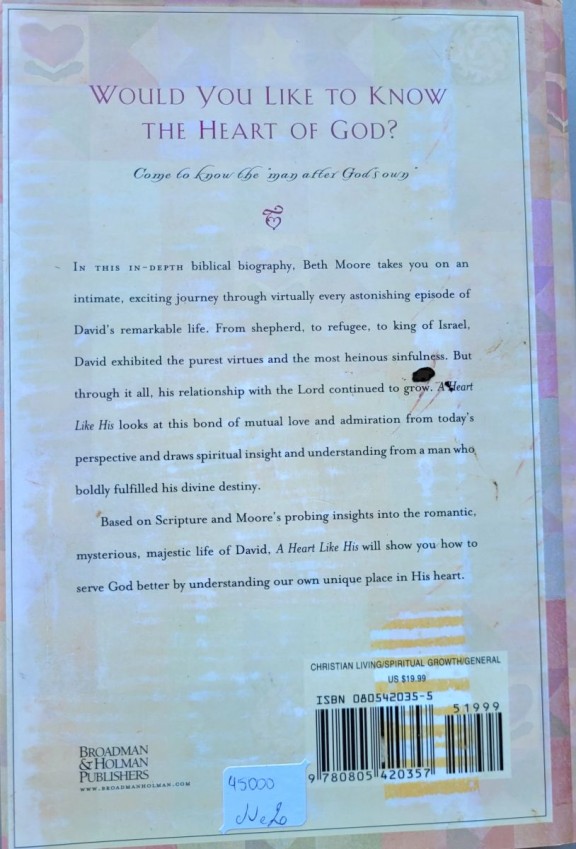 WOULD YOU LIKE TO KNOW
THE HEART OF GOD?
Come to know the "man after God's own"
IN THIS IN-DEPTH biblical biography, Beth Moore takes you on an
intimate, exciting journey through virtually every astonishing episode of
David's remarkable life. From shepherd, to refugee, to king of Israel,
David exhibited the purest virtues and the most heinous sinfulness. But
through it all, his relationship with the Lord continued to grow. A Heart
Like His looks at this bond of mutual love and admiration from today's
perspective and draws spiritual insight and understanding from a man who
boldly fulfilled his divine destiny.
Based on Scripture and Moore's probing insights into the romantic,
mysterious, majestic life of David, A Heart Like His will show you how to
serve God better by understanding our own unique place in His heart.
CHRISTIAN LIVING/SPIRITUAL GROWTH/GENERAL
US $19.99
ISBN 080542035-5
51999
9 780805 420357
BROADMAN
& HOLMAN
PUBLISHERS
WWW.BROADMANHOLMAN.COM
45000